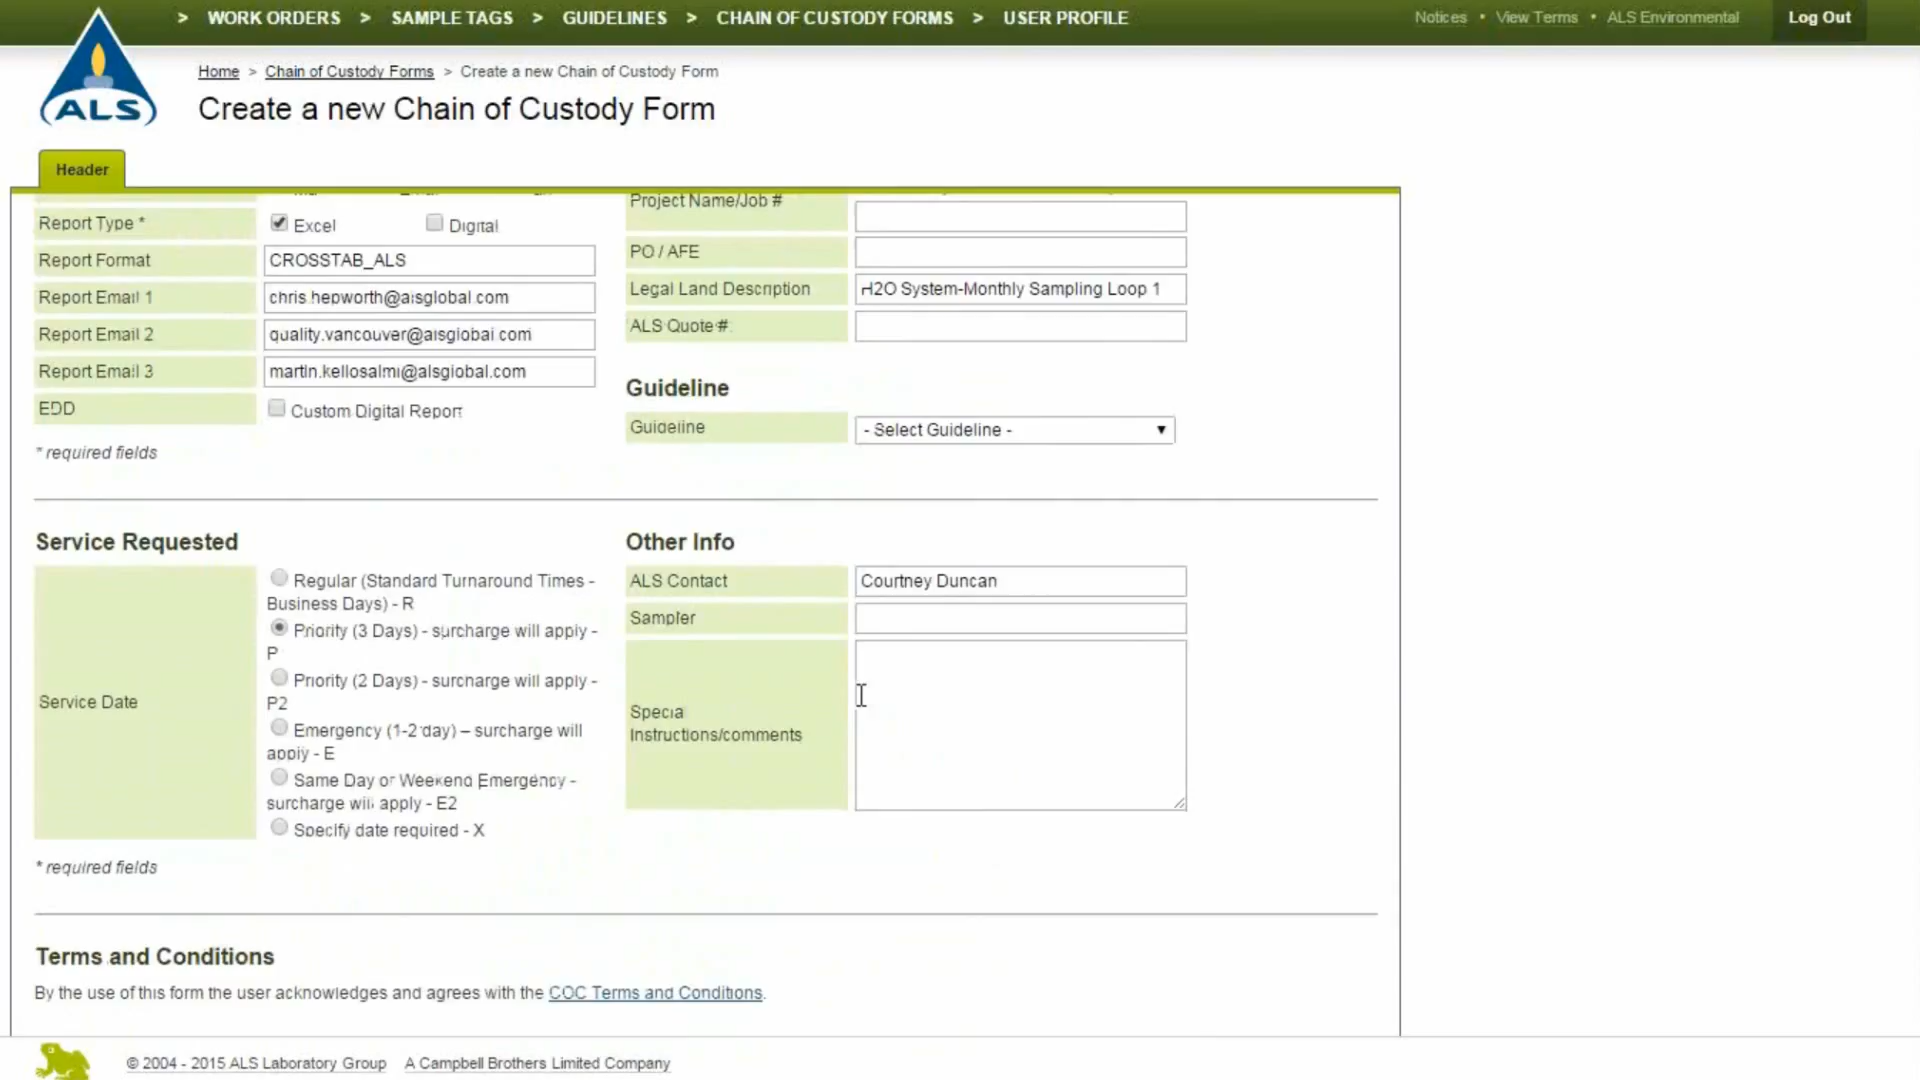 > WORK ORDERS > SAMPLE TAGS > GUIDELINES > CHAIN OF CUSTODY FORMS > USER PROFILE
Notices • View Terms • ALS Environmental Log Out
ALS
Home > Chain of Custody Forms > Create a new Chain of Custody Form
Create a new Chain of Custody Form
Header
Report Type *
Excel
Digital
Report Format
CROSSTAB_ALS
Report Email 1
chris.hepworth@alsglobal.com
Report Email 2
quality.vancouver@alsglobal.com
Report Email 3
martin.kellosalmi@alsglobal.com
EDD
Custom Digital Report
* required fields
Project Name/Job #
PO / AFE
Legal Land Description
H2O System-Monthly Sampling Loop 1
ALS Quote #
Guideline
Guideline
- Select Guideline -
Service Requested
Service Date
Regular (Standard Turnaround Times -
Business Days) - R
Priority (3 Days) - surcharge will apply -
P
Priority (2 Days) - surcharge will apply -
P2
Emergency (1-2 day) – surcharge will
apply - E
Same Day or Weekend Emergency -
surcharge will apply - E2
Specify date required - X
* required fields
Other Info
ALS Contact
Courtney Duncan
Sampler
Special
Instructions/comments
Terms and Conditions
By the use of this form the user acknowledges and agrees with the COC Terms and Conditions.
© 2004 - 2015 ALS Laboratory Group A Campbell Brothers Limited Company